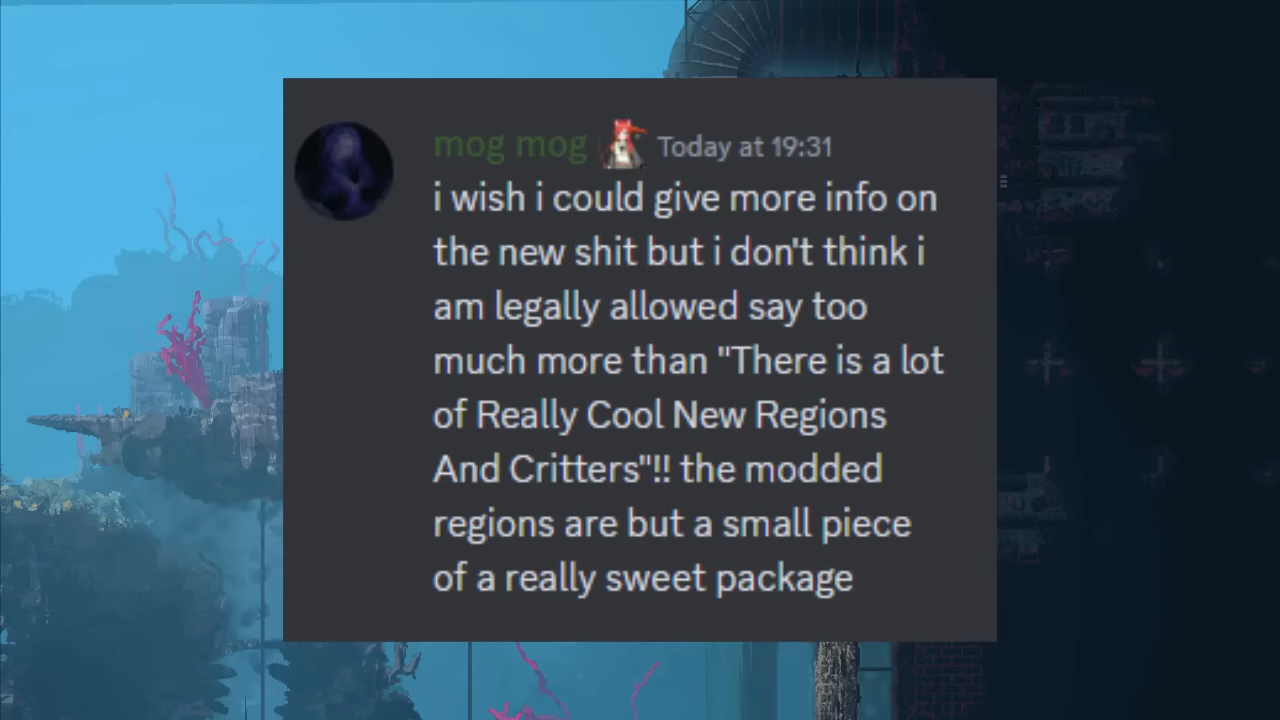 mog mog Today at 19:31
i wish i could give more info on
the new shit but i don't think i
am legally allowed say too
much more than "There is a lot
of Really Cool New Regions
And Critters"!! the modded
regions are but a small piece
of a really sweet package